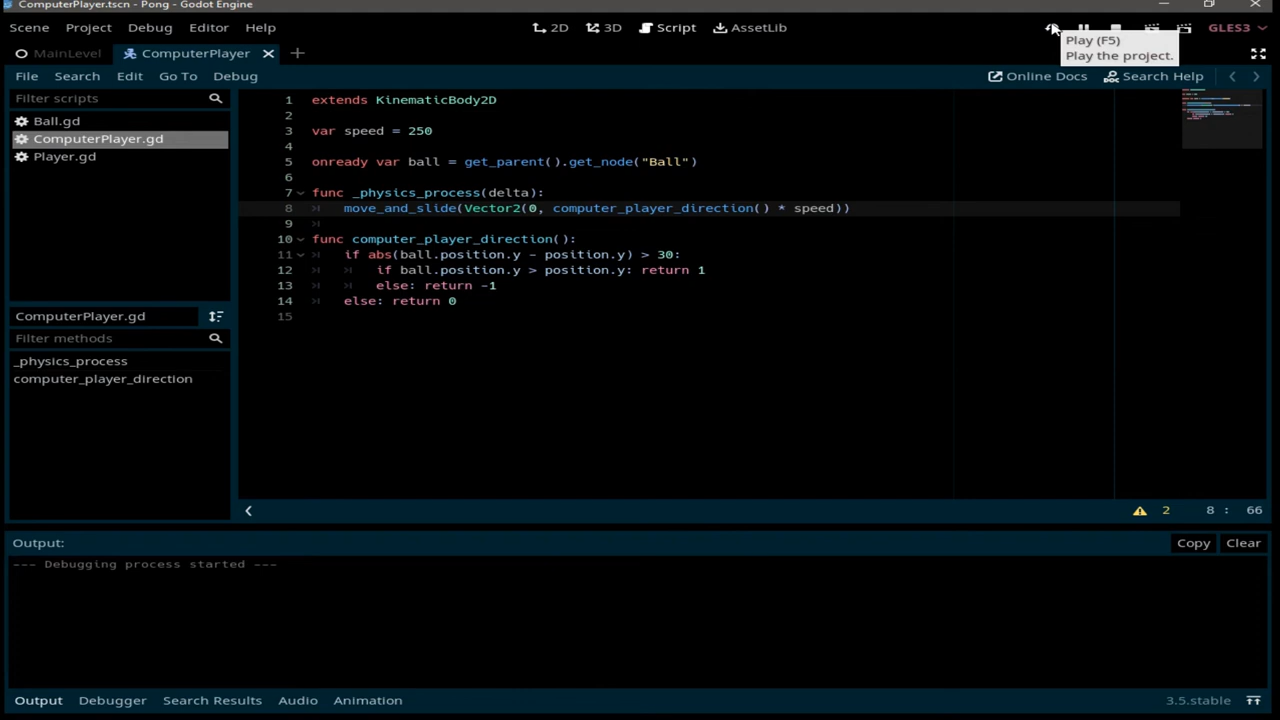 ComputerPlayer.tscn - Pong - Godot Engine
Scene Project Debug Editor Help 2D 3D Script AssetLib GLES3
Play (F5)
Play the project.
MainLevel ComputerPlayer
File Search Edit Go To Debug Online Docs Search Help
Filter scripts
Ball.gd
ComputerPlayer.gd
Player.gd
ComputerPlayer.gd
Filter methods
_physics_process
computer_player_direction
1 extends KinematicBody2D
2
3 var speed = 250
4
5 onready var ball = get_parent().get_node("Ball")
6
7 func _physics_process(delta):
8 move_and_slide(Vector2(0, computer_player_direction() * speed))
9
10 func computer_player_direction():
11 if abs(ball.position.y - position.y) > 30:
12 if ball.position.y > position.y: return 1
13 else: return -1
14 else: return 0
15
2 8 : 66
Output: Copy Clear
--- Debugging process started ---
Output Debugger Search Results Audio Animation 3.5.stable